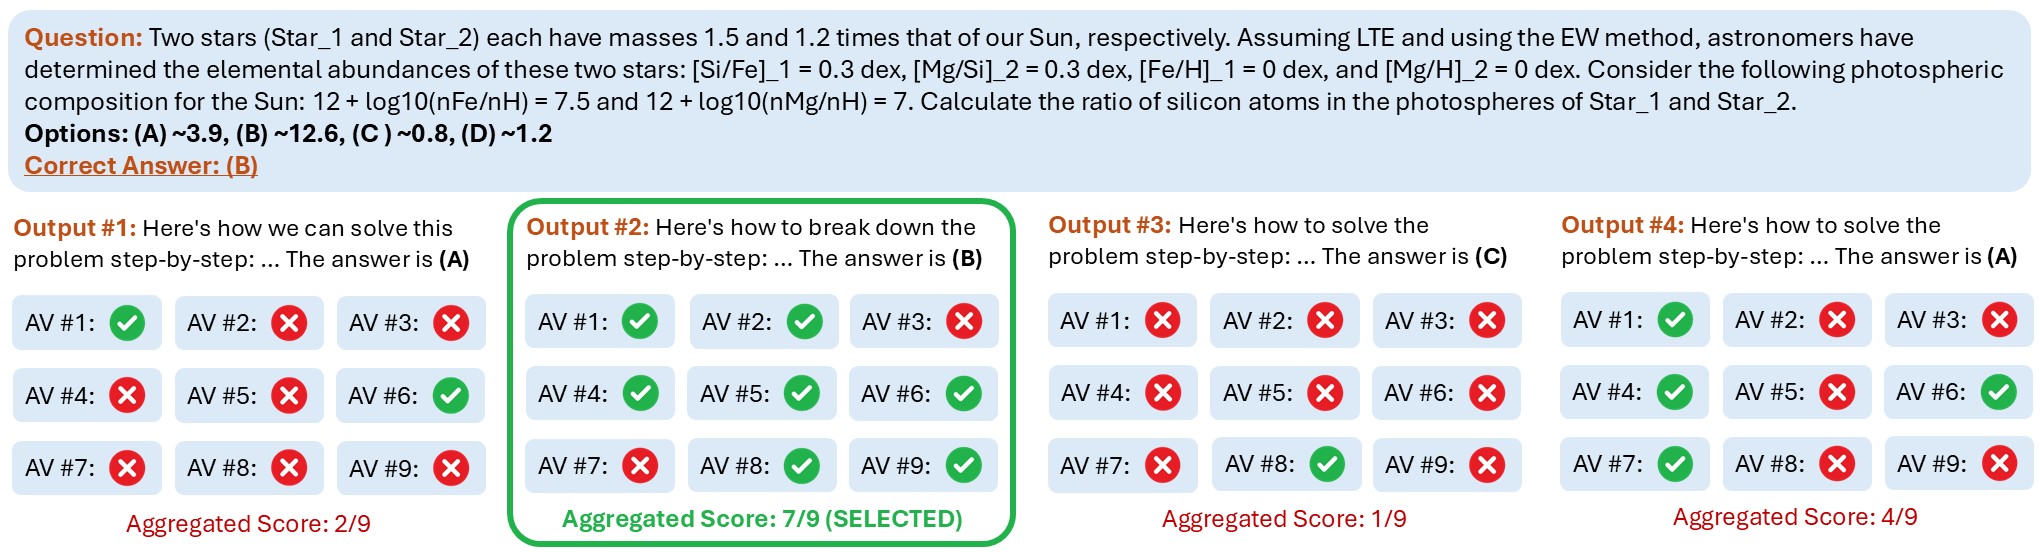 Question: Two stars (Star_1 and Star_2) each have masses 1.5 and 1.2 times that of our Sun, respectively. Assuming LTE and using the EW method, astronomers have
determined the elemental abundances of these two stars: [Si/Fe]_1 = 0.3 dex, [Mg/Si]_2 = 0.3 dex, [Fe/H]_1 = 0 dex, and [Mg/H]_2 = 0 dex. Consider the following photospheric
composition for the Sun: 12 + log10(nFe/nH) = 7.5 and 12 + log10(nMg/nH) = 7. Calculate the ratio of silicon atoms in the photospheres of Star_1 and Star_2.
Options: (A) ~3.9, (B) ~12.6, (C ) ~0.8, (D) ~1.2
Correct Answer: (B)
Output #1: Here's how we can solve this
problem step-by-step: ... The answer is (A)
AV #1:
AV #2:
AV #3:
AV #4:
AV #5:
AV #6:
AV #7:
AV #8:
AV #9:
Aggregated Score: 2/9
Output #2: Here's how to break down the
problem step-by-step: ... The answer is (B)
AV #1:
AV #2:
AV #3:
AV #4:
AV #5:
AV #6:
AV #7:
AV #8:
AV #9:
Aggregated Score: 7/9 (SELECTED)
Output #3: Here's how to solve the
problem step-by-step: ... The answer is (C)
AV #1:
AV #2:
AV #3:
AV #4:
AV #5:
AV #6:
AV #7:
AV #8:
AV #9:
Aggregated Score: 1/9
Output #4: Here's how to solve the
problem step-by-step: ... The answer is (A)
AV #1:
AV #2:
AV #3:
AV #4:
AV #5:
AV #6:
AV #7:
AV #8:
AV #9:
Aggregated Score: 4/9